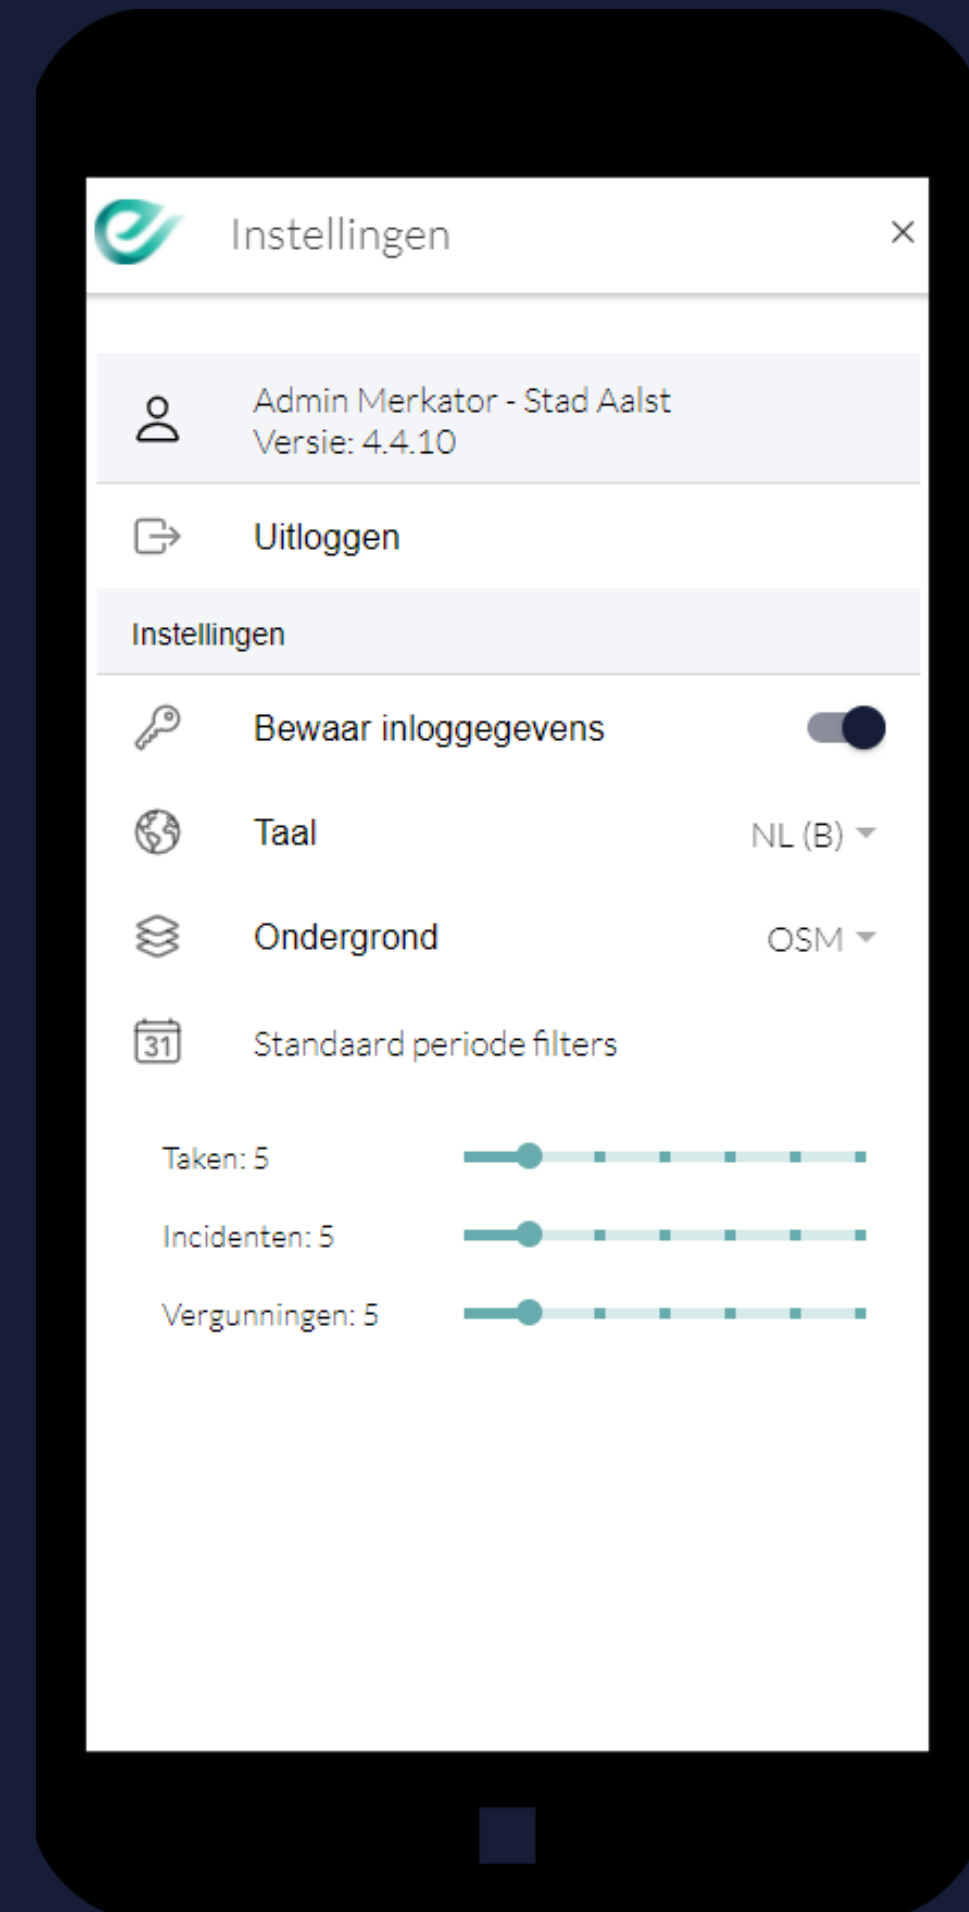 Instellingen
Admin Merkator - Stad Aalst
Versie: 4.4.10
Uitloggen
Instellingen
Bewaar inloggegevens
Taal NL (B)
Ondergrond OSM
31 Standaard periode filters
Taken: 5
Incidenten: 5
Vergunningen: 5